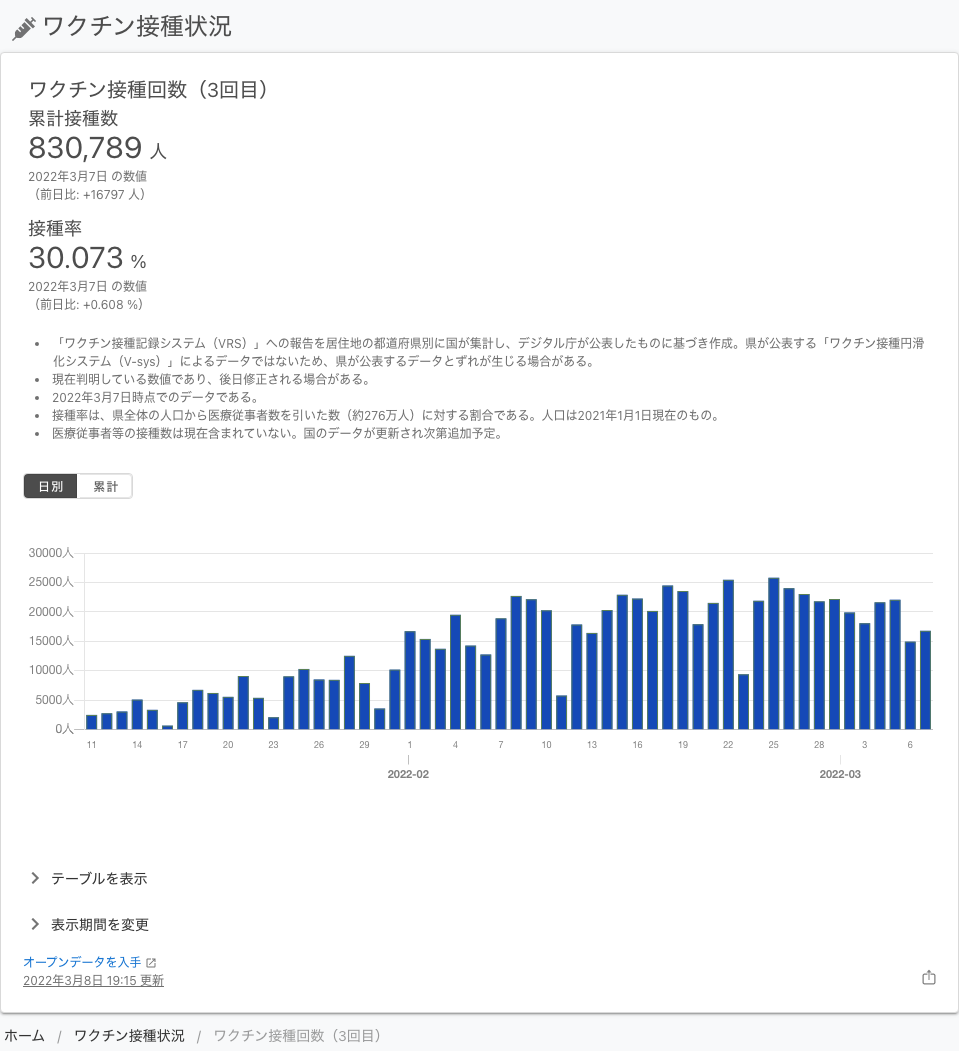 ワクチン接種状況
ワクチン接種回数（3回目）
累計接種数
830,789 人
2022年3月7日 の数値
（前日比: +16797 人）
接種率
30.073 %
2022年3月7日 の数値
（前日比: +0.608 %）
「ワクチン接種記録システム（VRS）」への報告を居住地の都道府県別に国が集計し、デジタル庁が公表したものに基づき作成。県が公表する「ワクチン接種円滑
化システム（V-sys）」によるデータではないため、県が公表するデータとずれが生じる場合がある。
現在判明している数値であり、後日修正される場合がある。
2022年3月7日時点でのデータである。
接種率は、県全体の人口から医療従事者数を引いた数（約276万人）に対する割合である。人口は2021年1月1日現在のもの。
医療従事者等の接種数は現在含まれていない。国のデータが更新され次第追加予定。
日別 累計
30000人
25000人
20000人
15000人
10000人
5000人
0人
11 14 17 20 23 26 29 1 4 7 10 13 16 19 22 25 28 3 6
2022-02 2022-03
テーブルを表示
表示期間を変更
オープンデータを入手
2022年3月8日 19:15 更新
ホーム / ワクチン接種状況 / ワクチン接種回数（3回目）